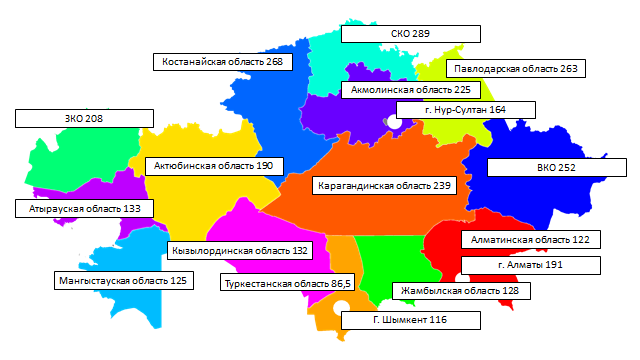 СКО 289
Костанайская область 268
Павлодарская область 263
Акмолинская область 225
г. Нур-Султан 164
ЗКО 208
Актюбинская область 190
ВКО 252
Карагандинская область 239
Атырауская область 133
Алматинская область 122
Кызылординская область 132
г. Алматы 191
Мангыстауская область 125
Туркестанская область 86,5
Жамбылская область 128
Г. Шымкент 116